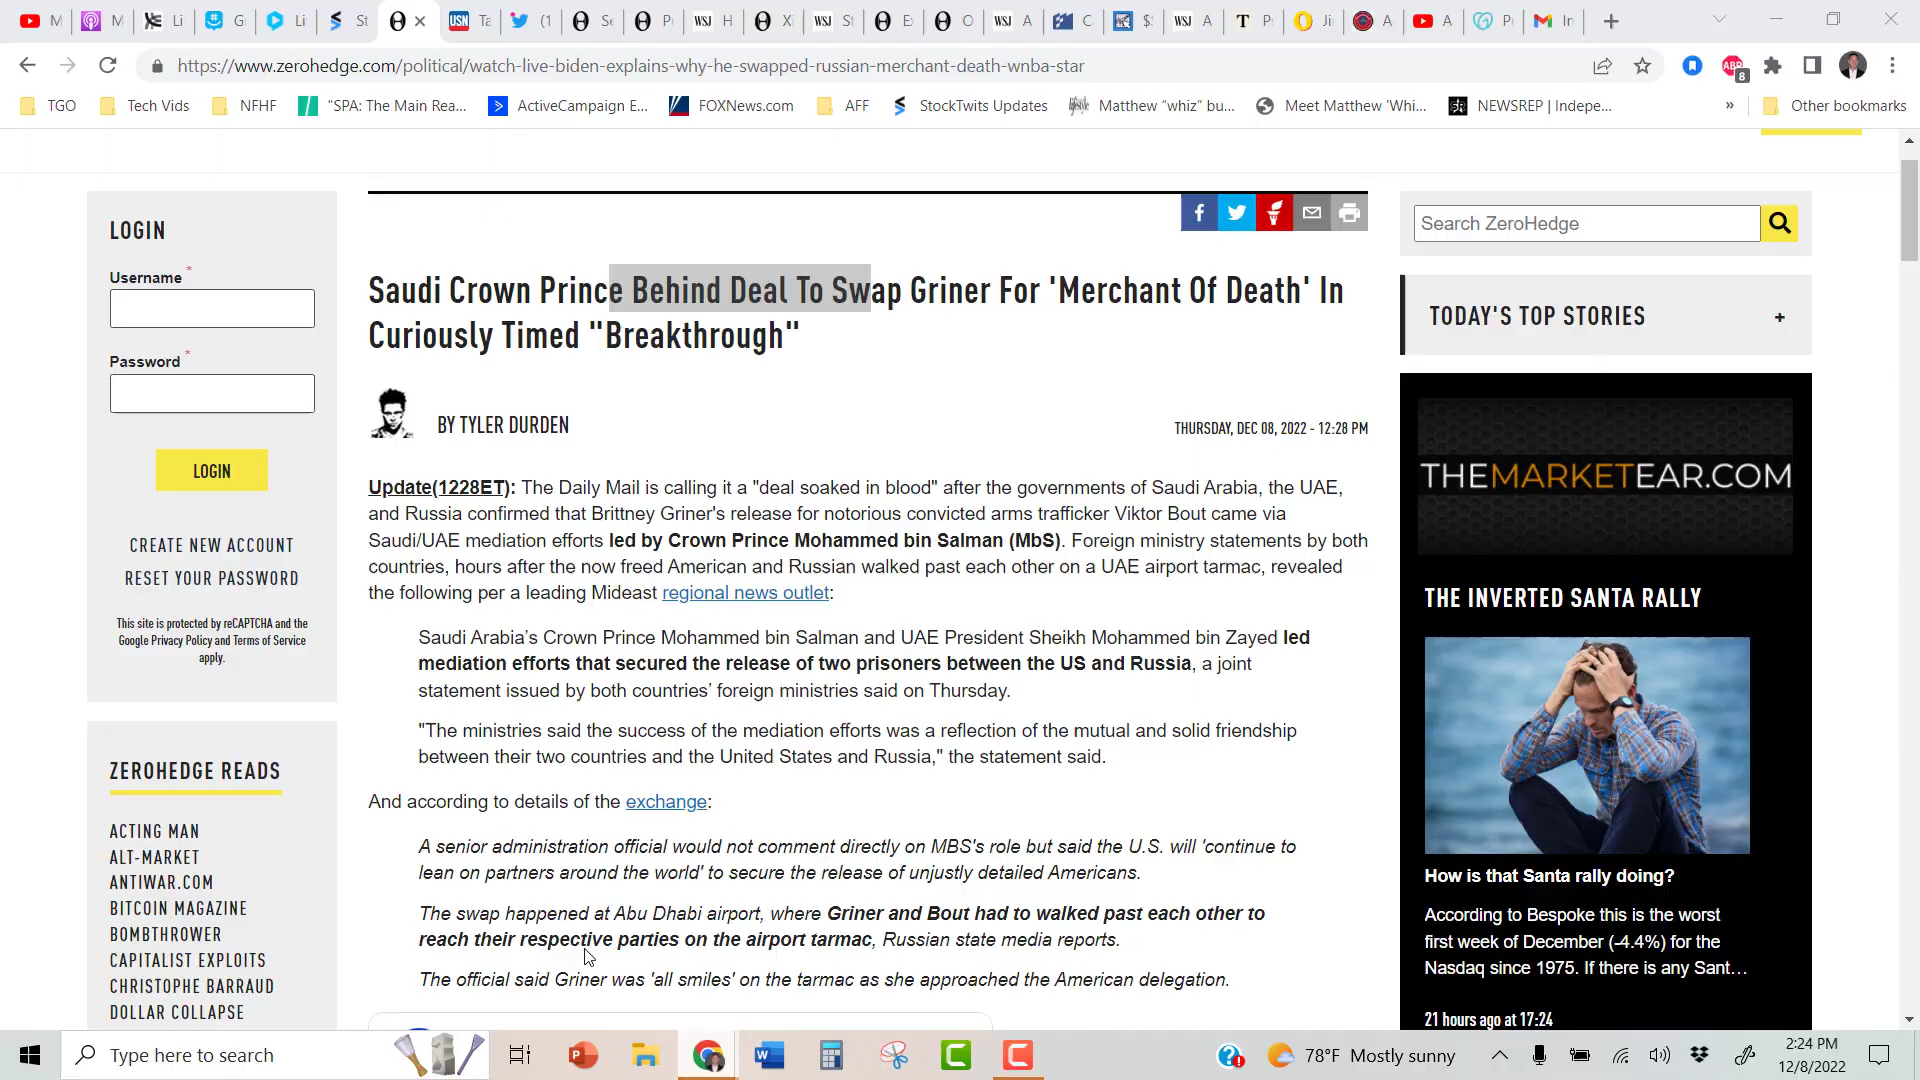 M
Li
G
Li
St
Ta
(1
Se
P
WSJ H
XI
WSJ St
E
O
WSJ A
C
$
WSJ A
T P
Ji
A
A
P
In
https://www.zerohedge.com/political/watch-live-biden-explains-why-he-swapped-russian-merchant-death-wnba-star
ABP
8
TGO
Tech Vids
NFHF
"SPA: The Main Rea...
ActiveCampaign E...
FOXNews.com
AFF
StockTwits Updates
Matthew "whiz" bu...
Meet Matthew 'Whi...
NEWSREP | Indepe...
»
Other bookmarks
LOGIN
Username *
Password *
LOGIN
CREATE NEW ACCOUNT
RESET YOUR PASSWORD
This site is protected by reCAPTCHA and the
Google Privacy Policy and Terms of Service
apply.
ZEROHEDGE READS
ACTING MAN
ALT-MARKET
ANTIWAR.COM
BITCOIN MAGAZINE
BOMBTHROWER
CAPITALIST EXPLOITS
CHRISTOPHE BARRAUD
DOLLAR COLLAPSE
Saudi Crown Prince Behind Deal To Swap Griner For 'Merchant Of Death' In
Curiously Timed "Breakthrough"
BY TYLER DURDEN
THURSDAY, DEC 08, 2022 - 12:28 PM
Update(1228ET): The Daily Mail is calling it a "deal soaked in blood" after the governments of Saudi Arabia, the UAE,
and Russia confirmed that Brittney Griner's release for notorious convicted arms trafficker Viktor Bout came via
Saudi/UAE mediation efforts led by Crown Prince Mohammed bin Salman (MbS). Foreign ministry statements by both
countries, hours after the now freed American and Russian walked past each other on a UAE airport tarmac, revealed
the following per a leading Mideast regional news outlet:
Saudi Arabia's Crown Prince Mohammed bin Salman and UAE President Sheikh Mohammed bin Zayed led
mediation efforts that secured the release of two prisoners between the US and Russia, a joint
statement issued by both countries' foreign ministries said on Thursday.
"The ministries said the success of the mediation efforts was a reflection of the mutual and solid friendship
between their two countries and the United States and Russia," the statement said.
And according to details of the exchange:
A senior administration official would not comment directly on MBS's role but said the U.S. will 'continue to
lean on partners around the world' to secure the release of unjustly detailed Americans.
The swap happened at Abu Dhabi airport, where Griner and Bout had to walked past each other to
reach their respective parties on the airport tarmac, Russian state media reports.
The official said Griner was 'all smiles' on the tarmac as she approached the American delegation.
Search ZeroHedge
TODAY'S TOP STORIES +
THEMARKETEAR.COM
THE INVERTED SANTA RALLY
How is that Santa rally doing?
According to Bespoke this is the worst
first week of December (-4.4%) for the
Nasdaq since 1975. If there is any Sant...
21 hours ago at 17:24
Type here to search
78°F Mostly sunny
2:24 PM
12/8/2022